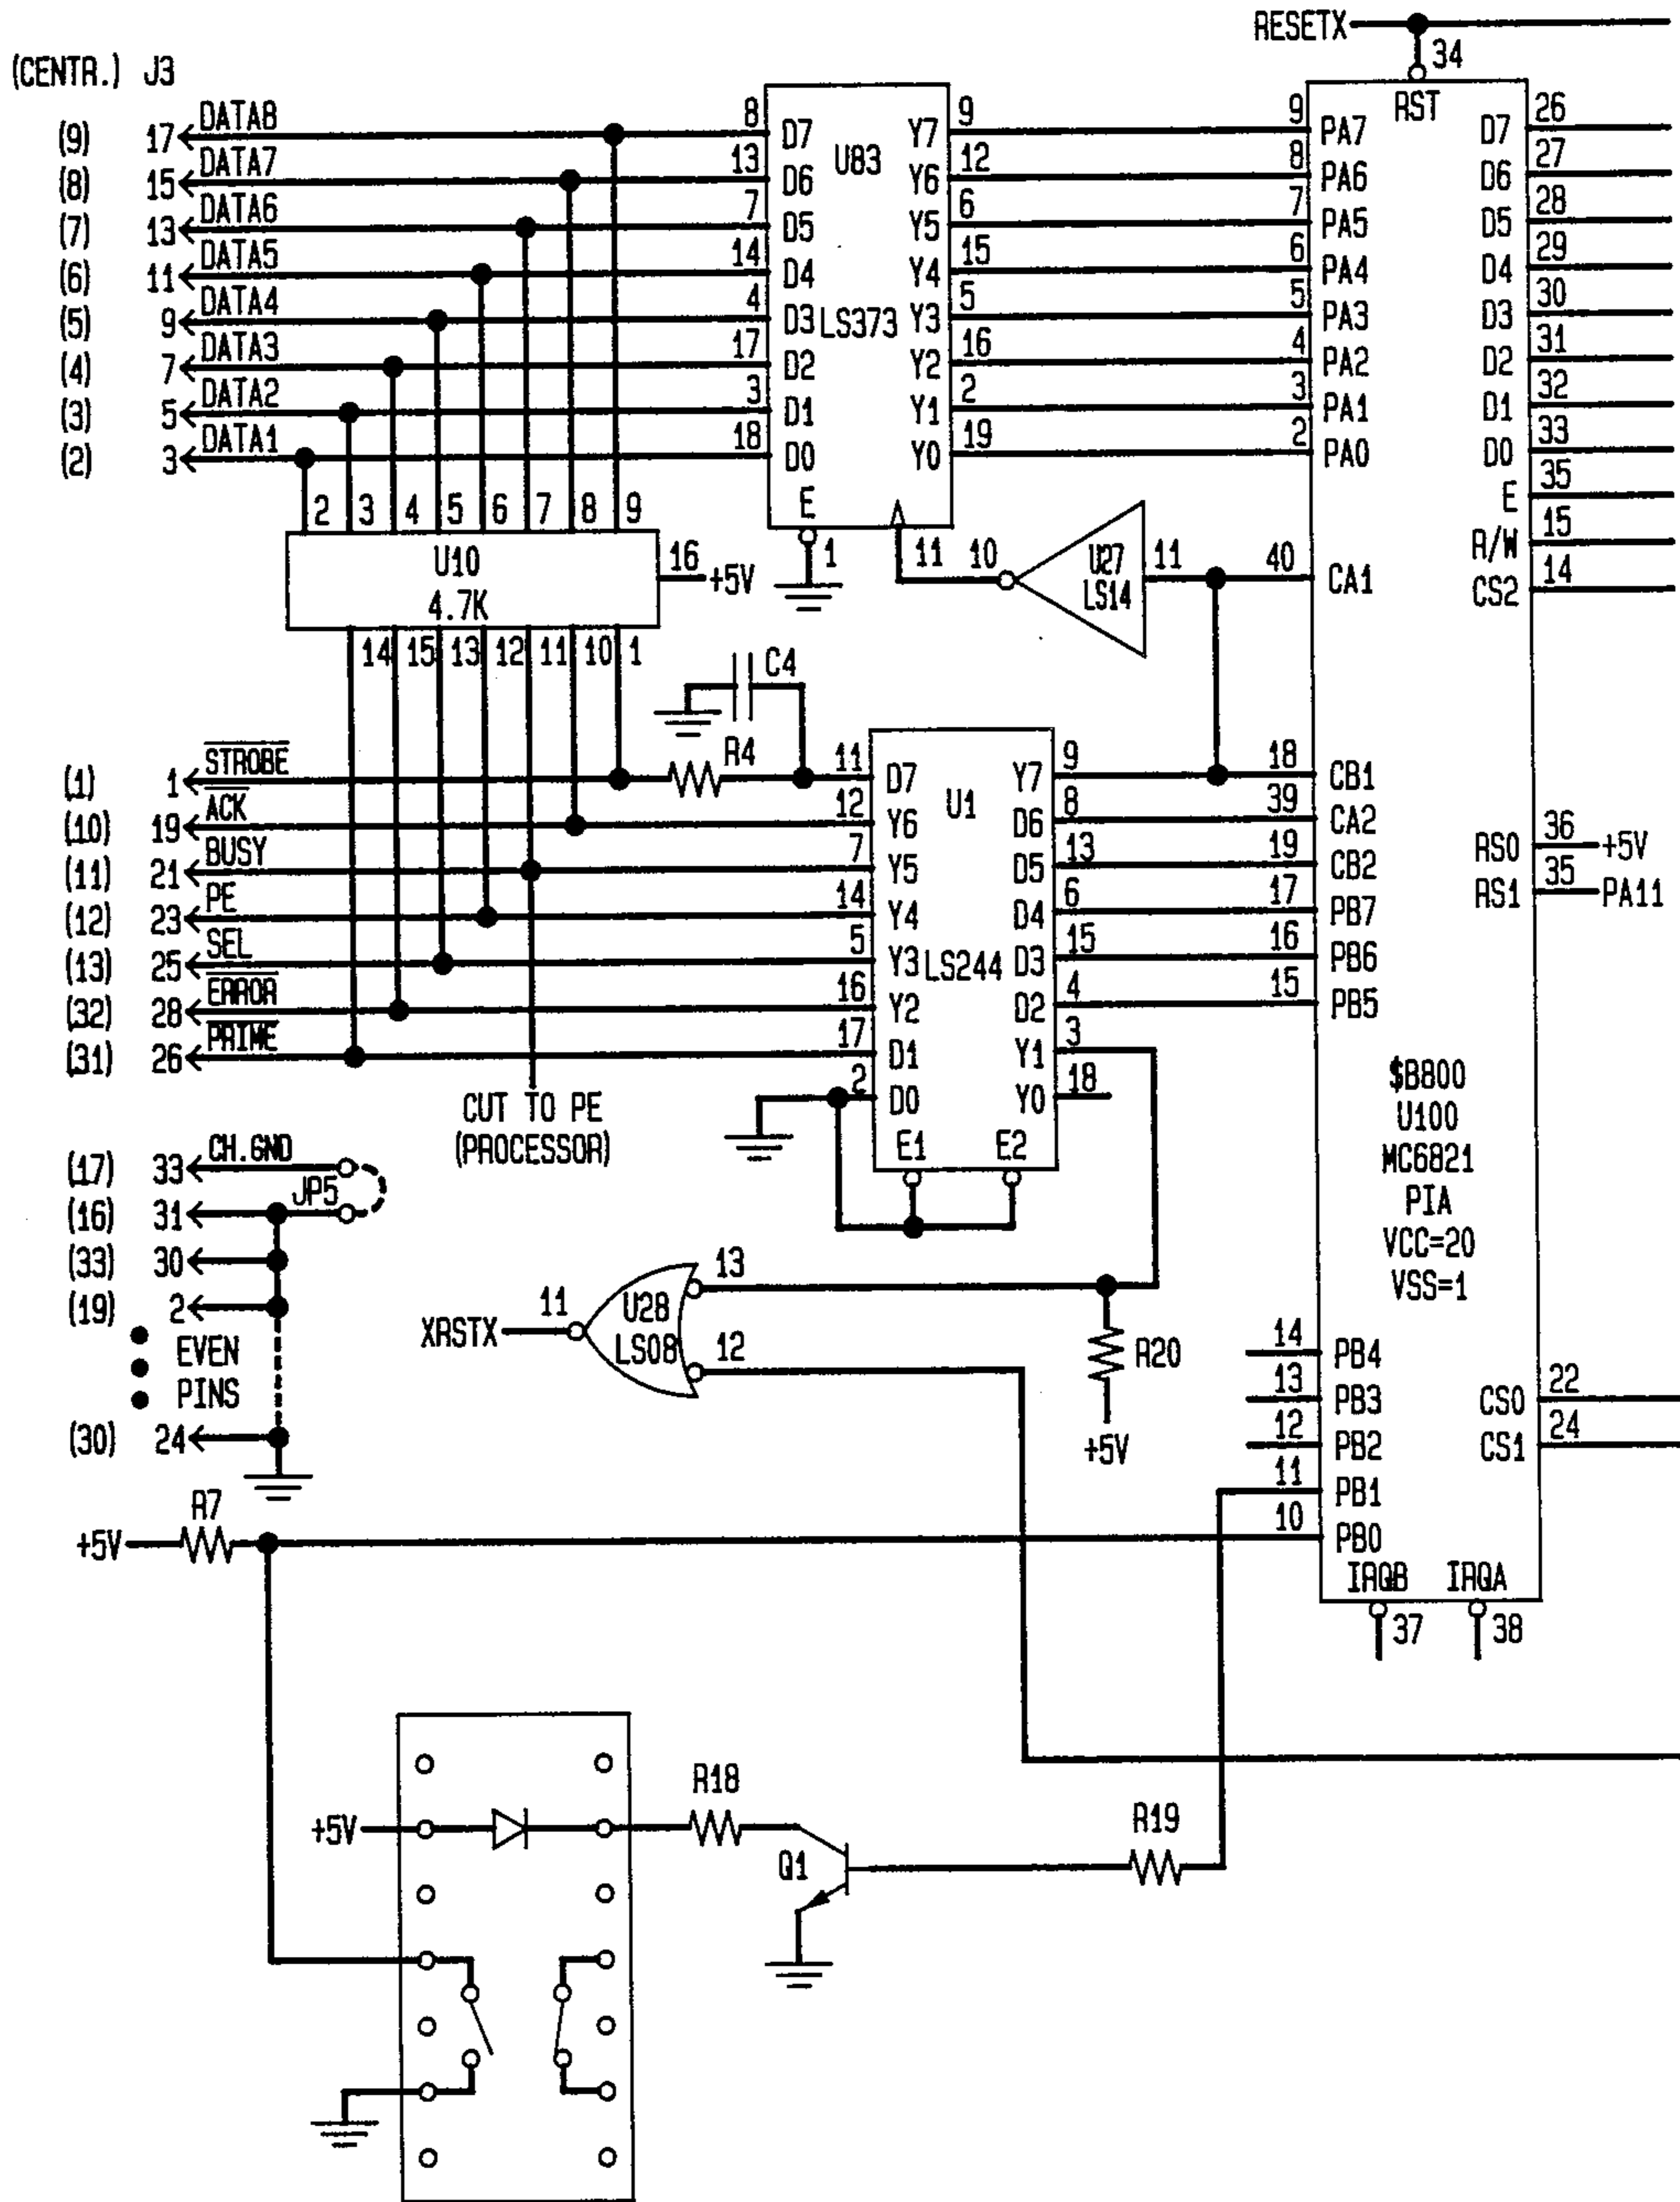 RESETX
34
(CENTR.) J3
RST
(9) 17 DATA8 8 D7 U83 Y7 9 9 PA7 D7 26
(8) 15 DATA7 13 D6 Y6 12 8 PA6 D6 27
(7) 13 DATA6 7 D5 Y5 6 7 PA5 D5 28
(6) 11 DATA5 14 D4 Y4 15 6 PA4 D4 29
(5) 9 DATA4 4 D3 LS373 Y3 5 5 PA3 D3 30
(4) 7 DATA3 17 D2 Y2 16 4 PA2 D2 31
(3) 5 DATA2 3 D1 Y1 2 3 PA1 D1 32
(2) 3 DATA1 18 D0 Y0 19 2 PA0 D0 33
2 3 4 5 6 7 8 9 E E 35
U10 16 +5V 1 11 10 U27 11 40 CA1 R/W 15
4.7K LS14 CS2 14
14 15 13 12 11 10 1
C4
R4
(1) 1 STROBE 11 D7 U1 Y7 9 18 CB1
(10) 19 ACK 12 Y6 D6 8 39 CA2
(11) 21 BUSY 7 Y5 D5 13 19 CB2 RS0 36 +5V
(12) 23 PE 14 Y4 D4 6 17 PB7 RS1 35 PA11
(13) 25 SEL 5 Y3 LS244 D3 15 16 PB6
(32) 28 ERROR 16 Y2 D2 4 15 PB5
(31) 26 PRIME 17 D1 Y1 3
2 D0 Y0 18
E1 E2
CUT TO PE
(PROCESSOR)
$B800
U100
MC6821
PIA
VCC=20
VSS=1
(17) 33 CH.GND
(16) 31 JP5
(33) 30
(19) 2
EVEN
PINS
(30) 24
XRSTX 11 U28 13
LS08 12
R20
+5V
14 PB4
13 PB3 CS0 22
12 PB2 CS1 24
11 PB1
10 PB0
+5V R7
IRQB IRQA
37 38
+5V R18
Q1
R19